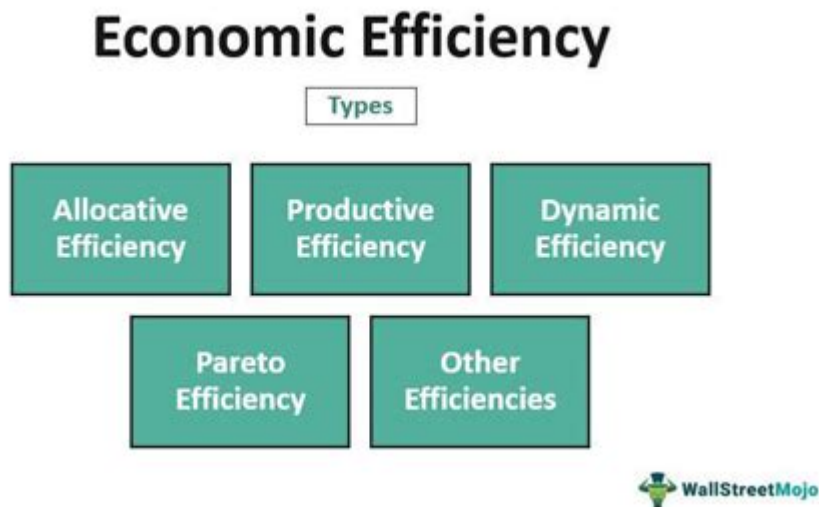 Economic Efficiency
Types
Allocative
Efficiency
Productive
Efficiency
Dynamic
Efficiency
Pareto
Efficiency
Other
Efficiencies
WallStreetMojo